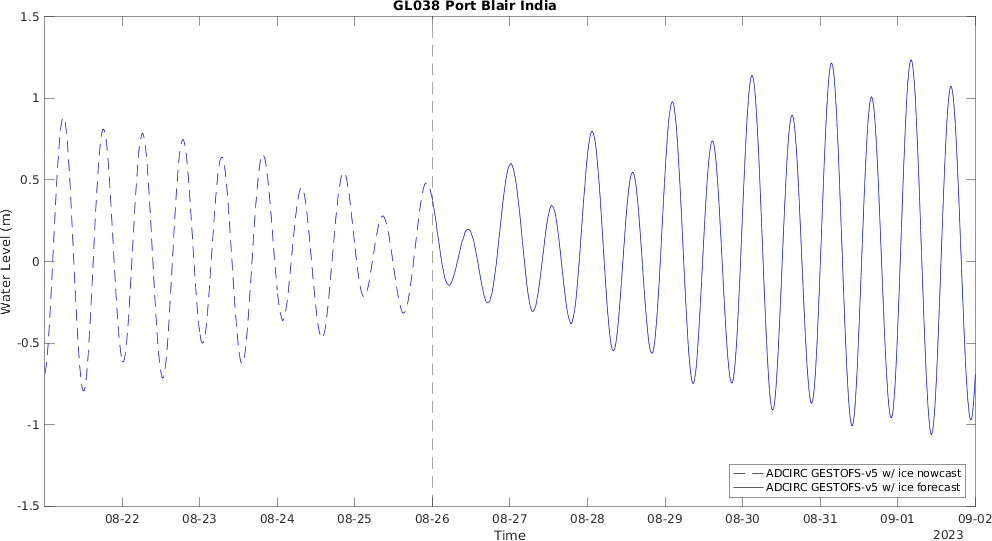 GL038 Port Blair India
1.5
1
0.5
0
-0.5
-1
-1.5
Water Level (m)
08-22 08-23 08-24 08-25 08-26 08-27 08-28 08-29 08-30 08-31 09-01 09-02
Time
2023
ADCIRC GESTOFS-v5 w/ ice nowcast
ADCIRC GESTOFS-v5 w/ ice forecast